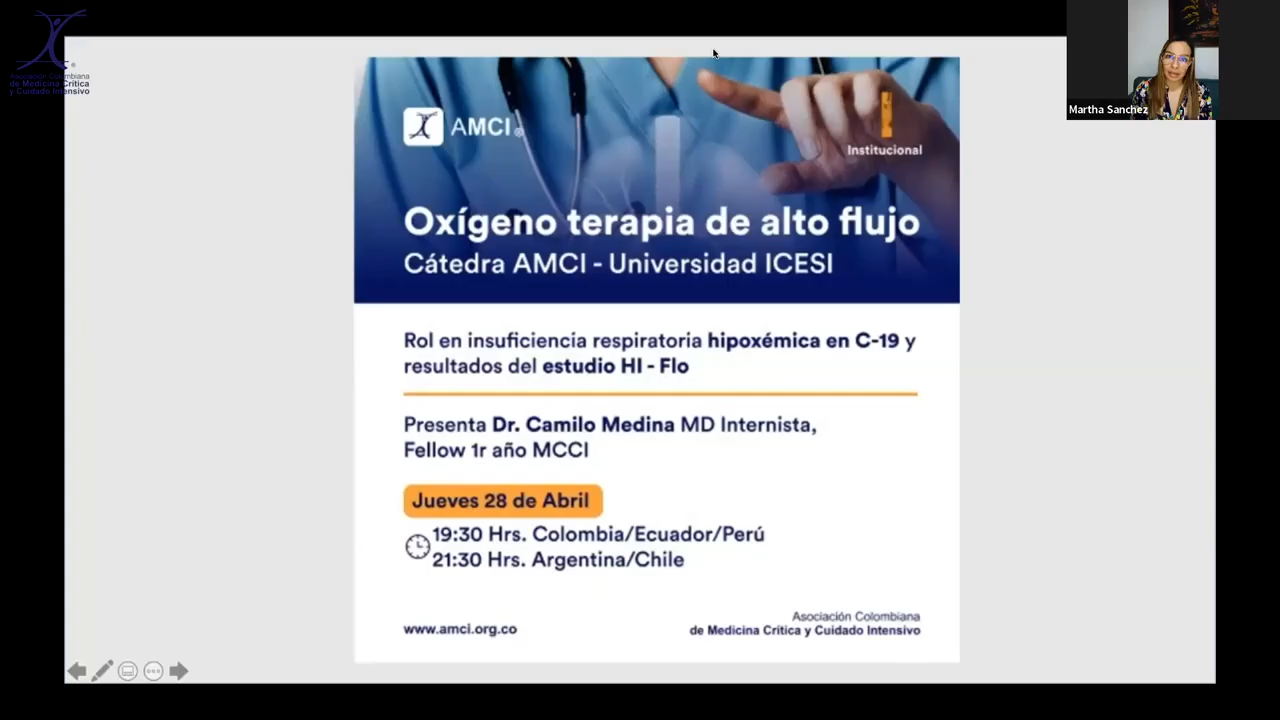 Asociación Colombiana
de Medicina Crítica
y Cuidado Intensivo
Martha Sanchez
AMCI®
Institucional
Oxígeno terapia de alto flujo
Cátedra AMCI - Universidad ICESI
Rol en insuficiencia respiratoria hipoxémica en C-19 y
resultados del estudio HI - Flo
Presenta Dr. Camilo Medina MD Internista,
Fellow 1r año MCCI
Jueves 28 de Abril
19:30 Hrs. Colombia/Ecuador/Perú
21:30 Hrs. Argentina/Chile
www.amci.org.co
Asociación Colombiana
de Medicina Crítica y Cuidado Intensivo